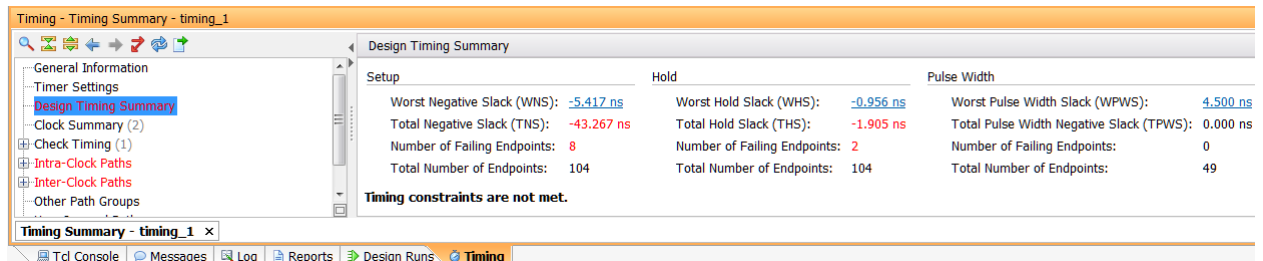 Timing - Timing Summary - timing_1
Design Timing Summary
General Information
Timer Settings
Design Timing Summary
Clock Summary (2)
Check Timing (1)
Intra-Clock Paths
Inter-Clock Paths
Other Path Groups
Setup
Worst Negative Slack (WNS): -5.417 ns
Total Negative Slack (TNS): -43.267 ns
Number of Failing Endpoints: 8
Total Number of Endpoints: 104
Hold
Worst Hold Slack (WHS): -0.956 ns
Total Hold Slack (THS): -1.905 ns
Number of Failing Endpoints: 2
Total Number of Endpoints: 104
Pulse Width
Worst Pulse Width Slack (WPWS): 4.500 ns
Total Pulse Width Negative Slack (TPWS): 0.000 ns
Number of Failing Endpoints: 0
Total Number of Endpoints: 49
Timing constraints are not met.
Timing Summary - timing_1 ×
Tcl Console
Messages
Log
Reports
Design Runs
Timing